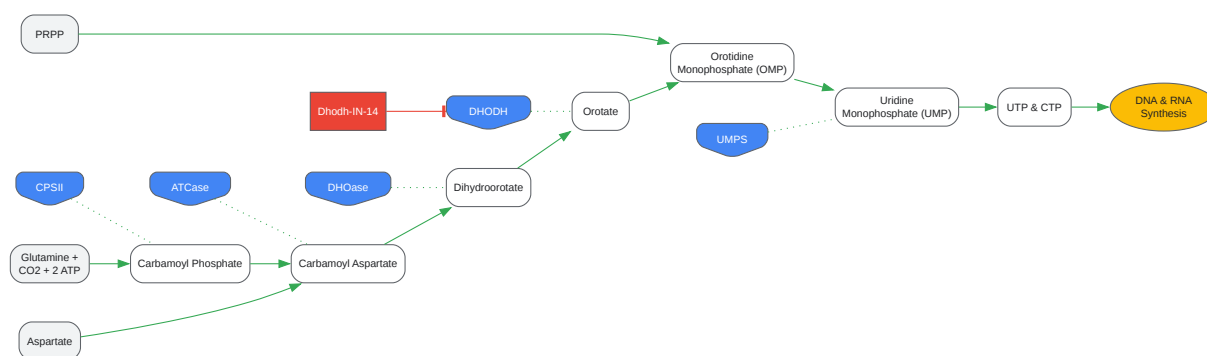 PRPP
Orotidine
Monophosphate (OMP)
Dhodh-IN-14
DHODH
Orotate
Uridine
Monophosphate (UMP)
UTP & CTP
DNA & RNA
Synthesis
UMPS
CPSII
ATCase
DHOase
Dihydroorotate
Glutamine +
CO2 + 2 ATP
Carbamoyl Phosphate
Carbamoyl Aspartate
Aspartate